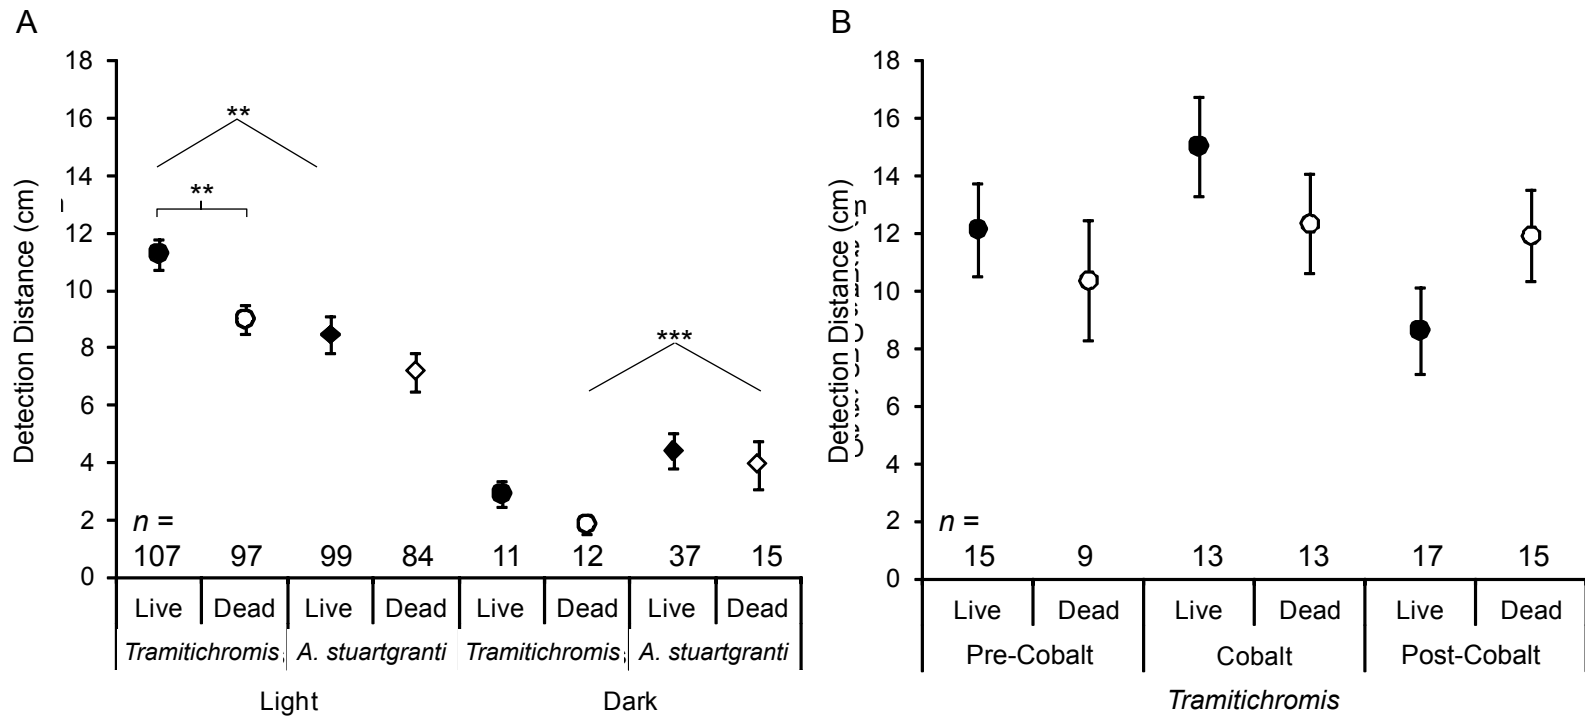 A
18
16
14
12
10
8
6
4
2
0
Detection Distance (cm)
**
**
***
n =
107 97 99 84 11 12 37 15
Live Dead Live Dead Live Dead Live Dead
Tramitichromis A. stuartgranti Tramitichromis A. stuartgranti
Light Dark
B
18
16
14
12
10
8
6
4
2
0
Detection Distance (cm)
n =
15 9 13 13 17 15
Live Dead Live Dead Live Dead
Pre-Cobalt Cobalt Post-Cobalt
Tramitichromis